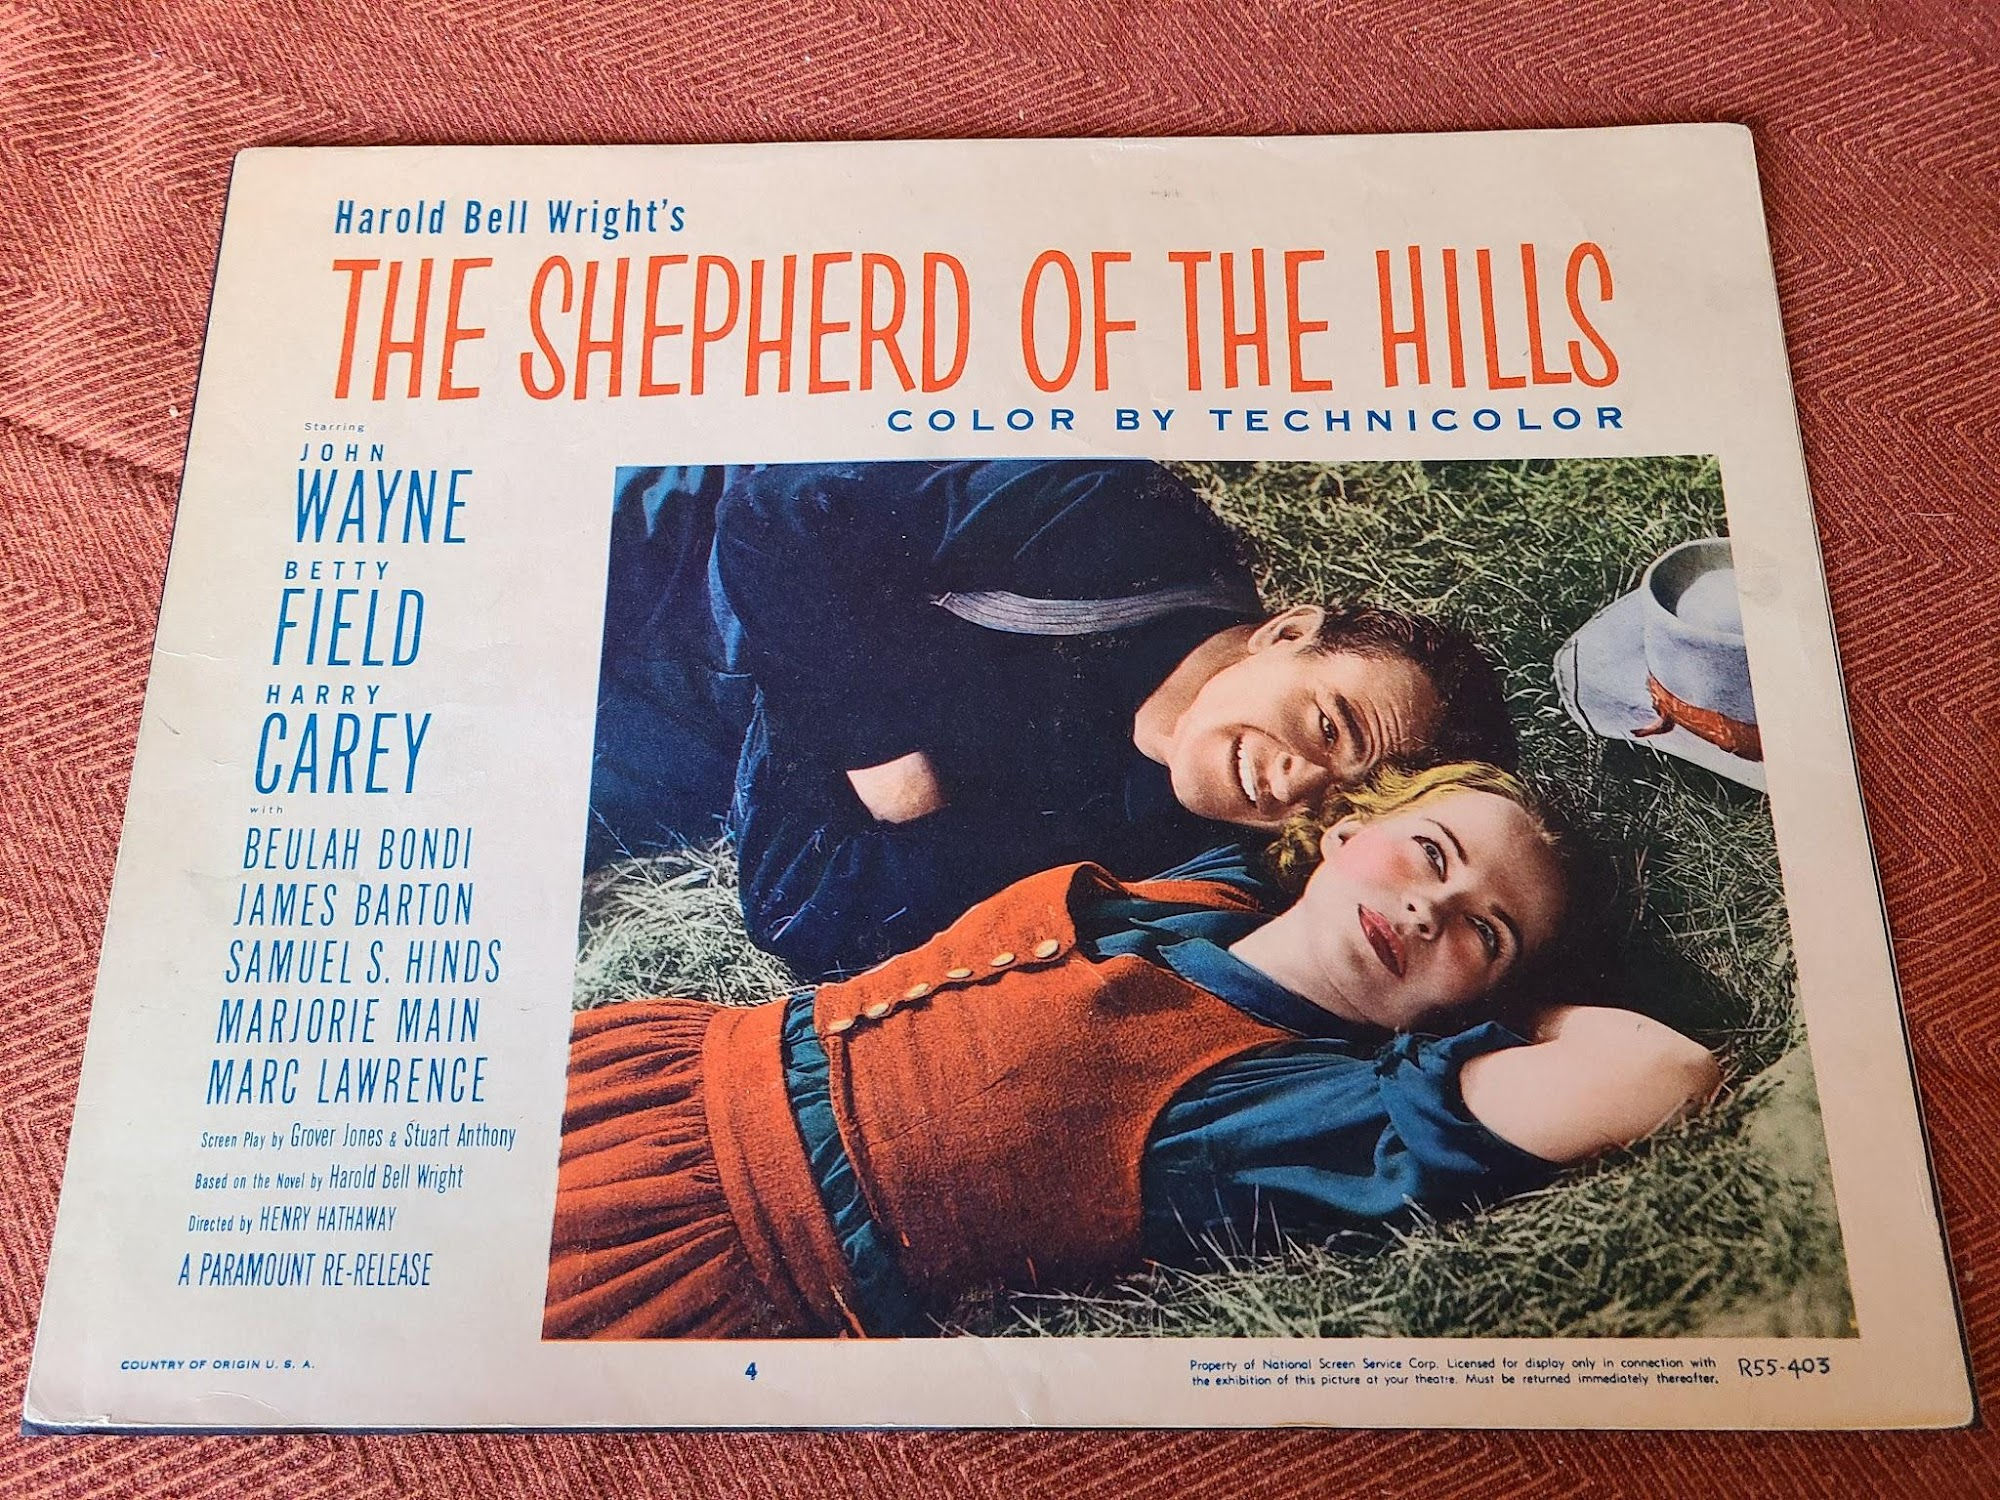 Harold Bell Wright's
THE SHEPHERD OF THE HILLS
COLOR BY TECHNICOLOR
Starring
JOHN
WAYNE
BETTY
FIELD
HARRY
CAREY
with
BEULAH BONDI
JAMES BARTON
SAMUEL S. HINDS
MARJORIE MAIN
MARC LAWRENCE
Screen Play by Grover Jones & Stuart Anthony
Based on the Novel by Harold Bell Wright
Directed by HENRY HATHAWAY
A PARAMOUNT RE-RELEASE
COUNTRY OF ORIGIN U. S. A.
4
Property of National Screen Service Corp. Licensed for display only in connection with
the exhibition of this picture at your theatre. Must be returned immediately thereafter.
R55-403